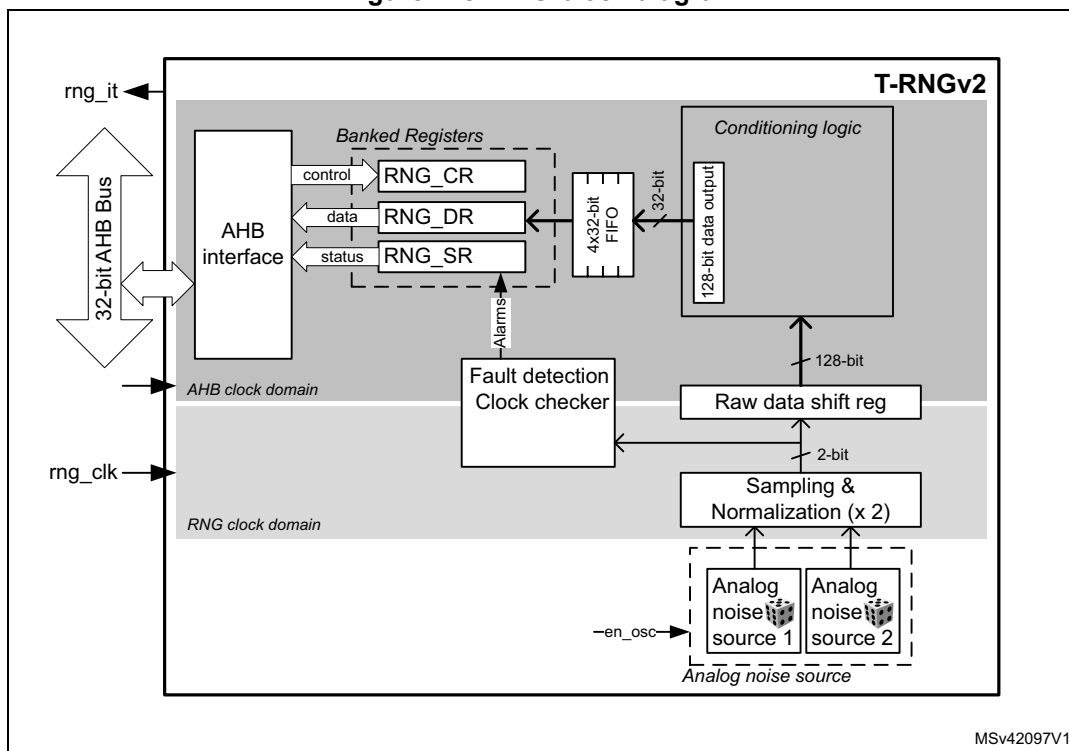 T-RNGv2
rng_it
Banked Registers
Conditioning logic
control
RNG_CR
data
RNG_DR
status
RNG_SR
AHB
interface
32-bit AHB Bus
4x32-bit
FIFO
32-bit
128-bit data output
Alarms
128-bit
Fault detection
Clock checker
Raw data shift reg
AHB clock domain
2-bit
rng_clk
Sampling &
Normalization (x 2)
RNG clock domain
Analog
noise
source 1
Analog
noise
source 2
en_osc
Analog noise source
MSv42097V1